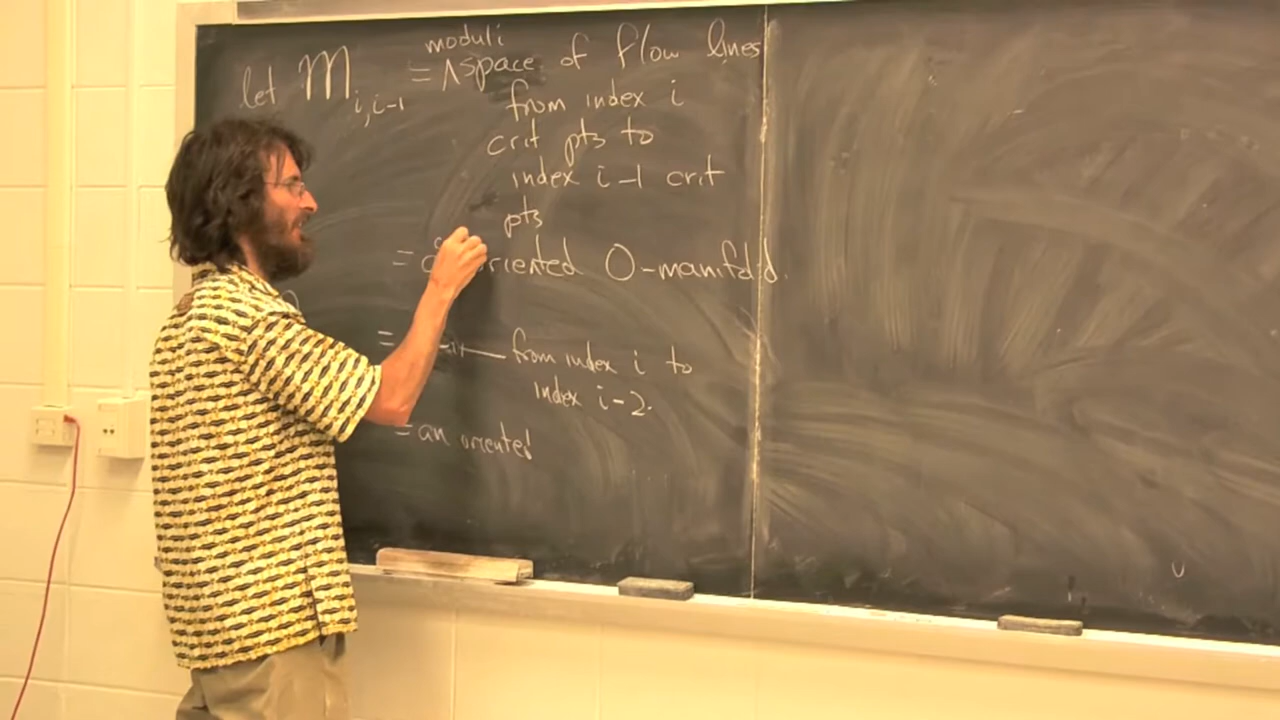 moduli
let M i,i-1 = ∧space of flow lines
from index i
crit pts to
index i-1 crit
pts
= oriented 0-manifold.
= from index i to
index i-2.
= an oriented